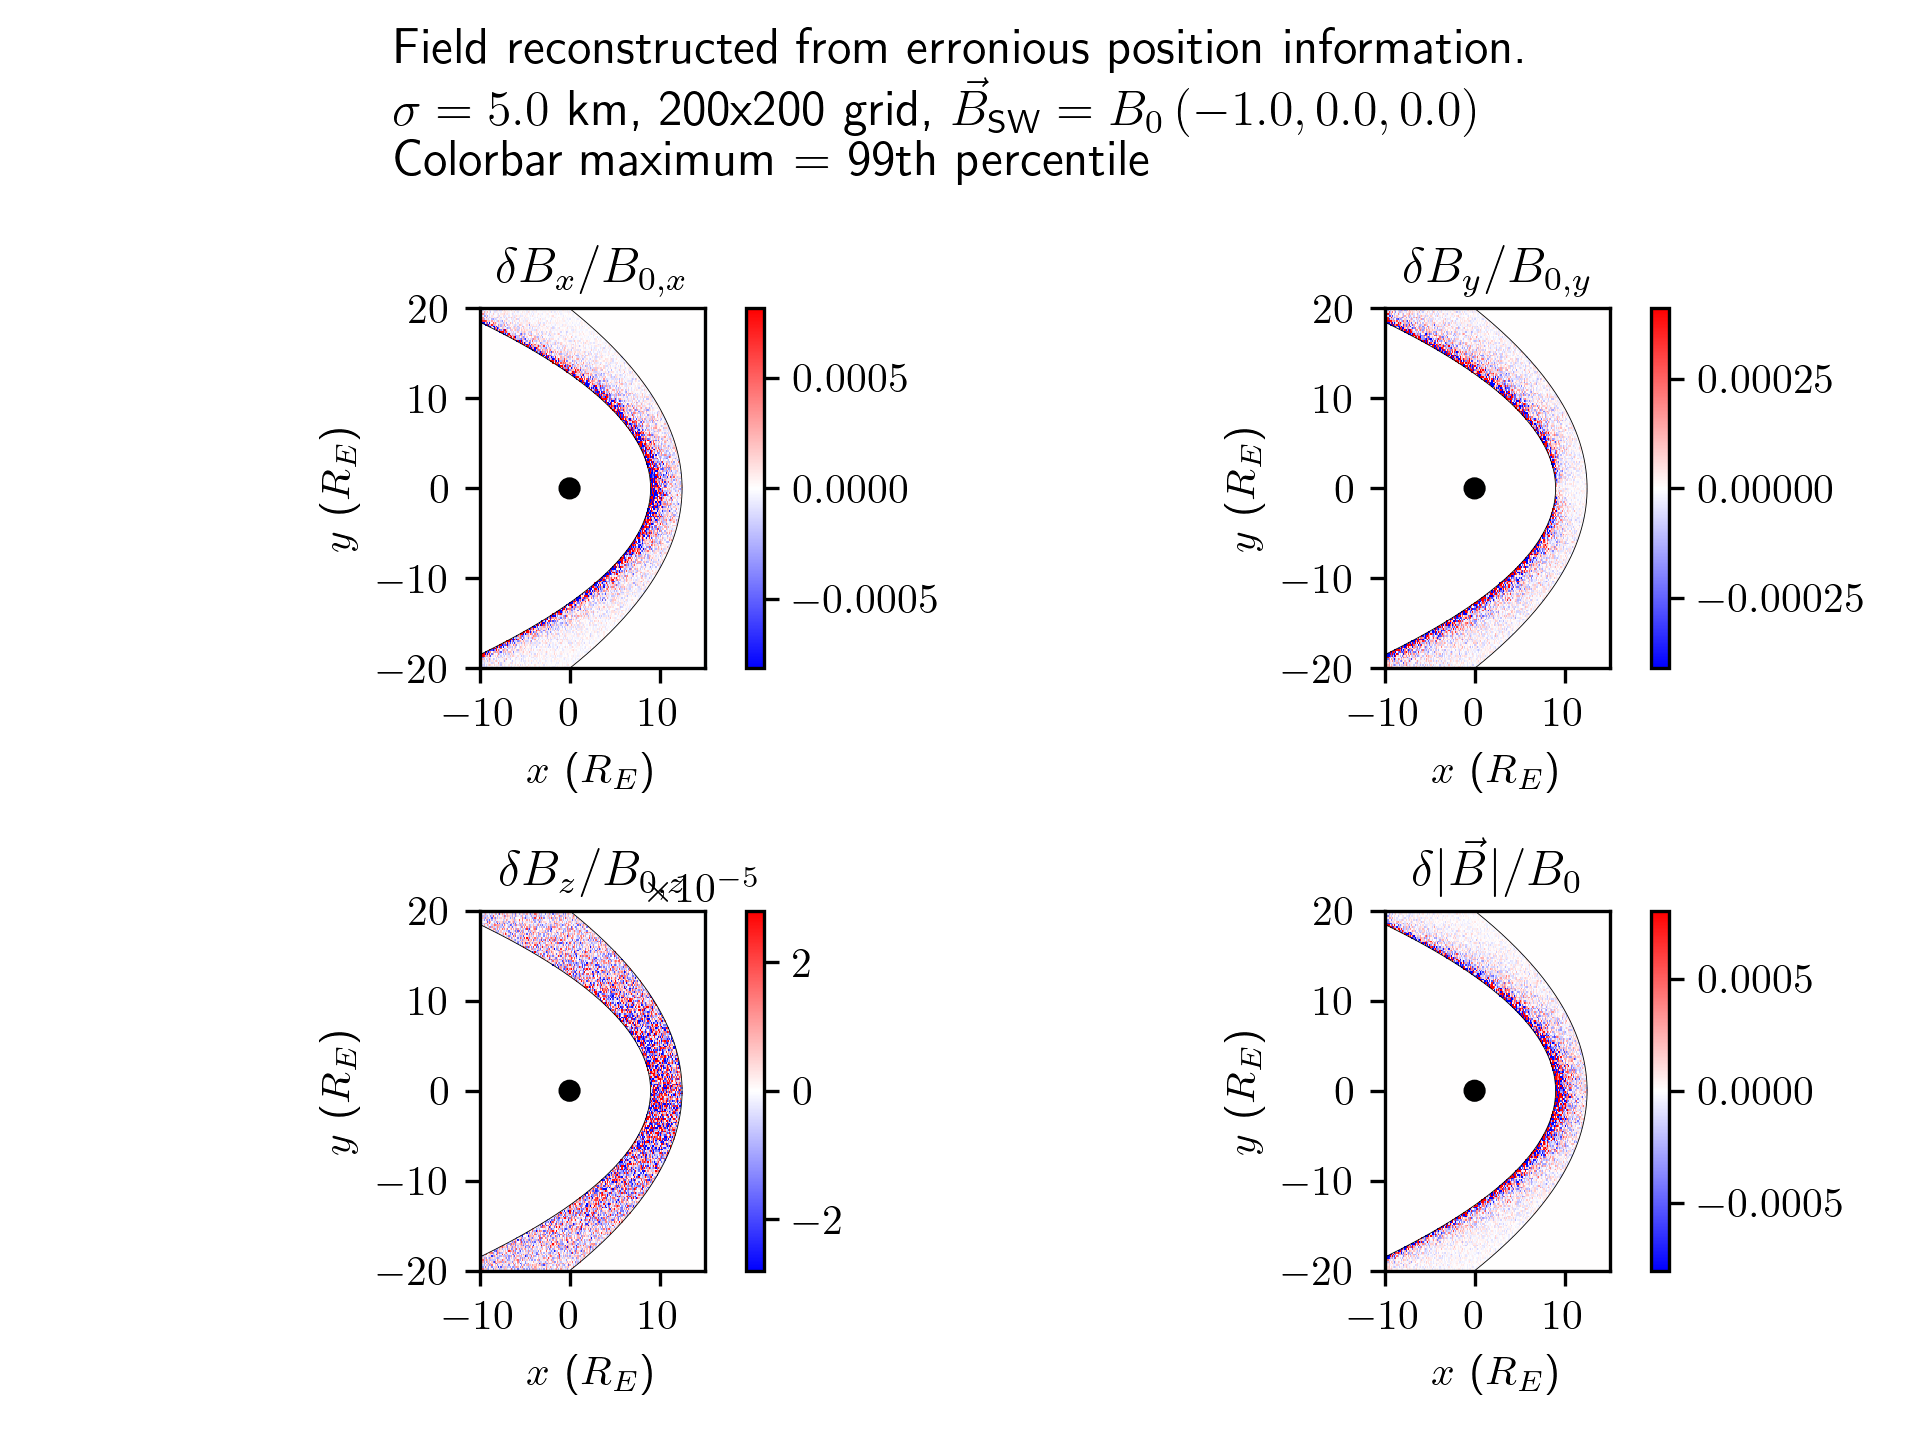 Field reconstructed from erronious position information.
σ = 5.0 km, 200x200 grid, B⃗_SW = B_0 (−1.0, 0.0, 0.0)
Colorbar maximum = 99th percentile
δB_x/B_{0,x}
20
10
0
−10
−20
−10 0 10
y (R_E)
x (R_E)
0.0005
0.0000
−0.0005
δB_y/B_{0,y}
20
10
0
−10
−20
−10 0 10
y (R_E)
x (R_E)
0.00025
0.00000
−0.00025
δB_z/B_{0,z}
×10^{−5}
20
10
0
−10
−20
−10 0 10
y (R_E)
x (R_E)
2
0
−2
δ|B⃗|/B_0
20
10
0
−10
−20
−10 0 10
y (R_E)
x (R_E)
0.0005
0.0000
−0.0005